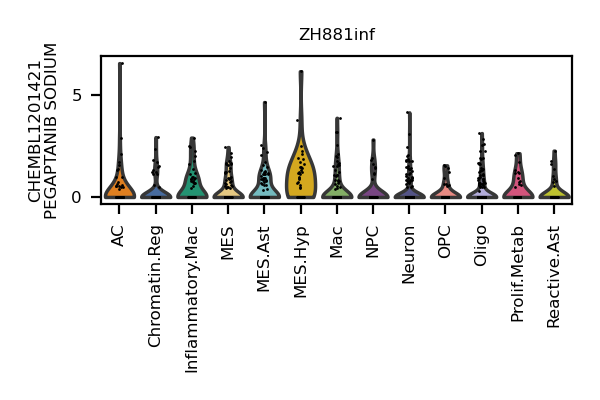 ZH881inf
CHEMBL1201421
PEGAPTANIB SODIUM
5
0
AC
Chromatin.Reg
Inflammatory.Mac
MES
MES.Ast
MES.Hyp
Mac
NPC
Neuron
OPC
Oligo
Prolif.Metab
Reactive.Ast